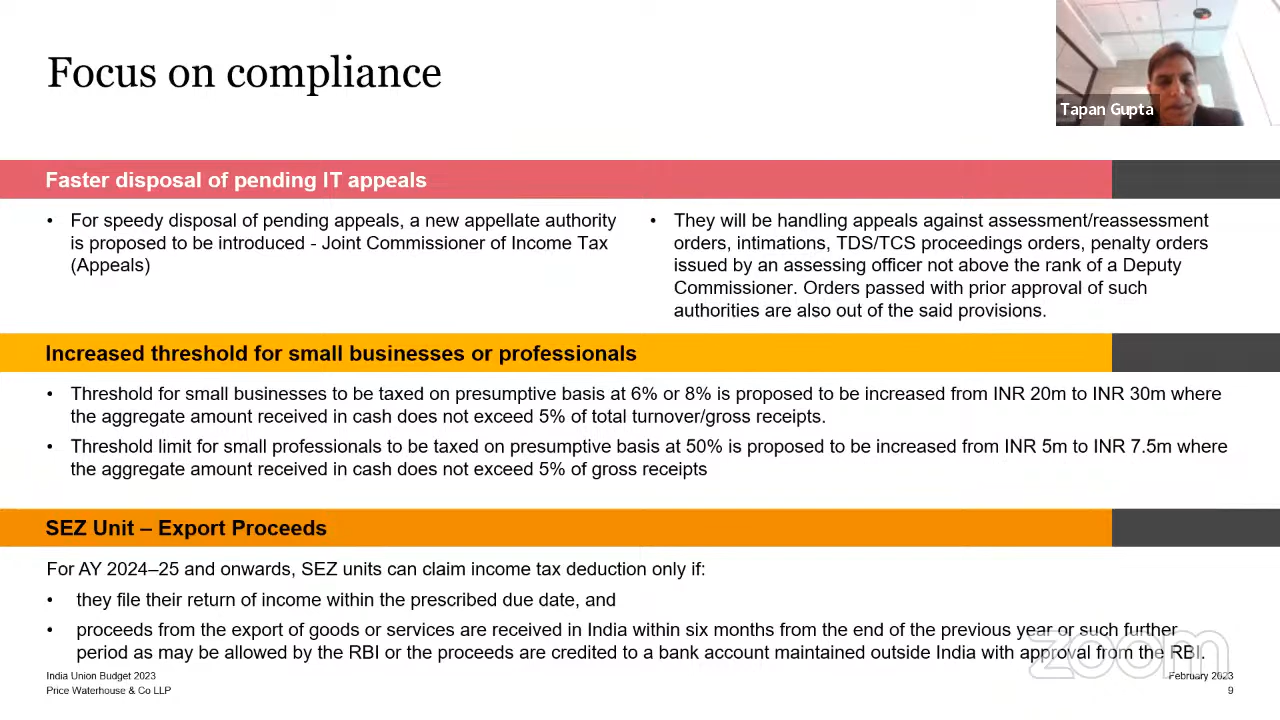 Focus on compliance
Tapan Gupta
Faster disposal of pending IT appeals
• For speedy disposal of pending appeals, a new appellate authority
is proposed to be introduced - Joint Commissioner of Income Tax
(Appeals)
• They will be handling appeals against assessment/reassessment
orders, intimations, TDS/TCS proceedings orders, penalty orders
issued by an assessing officer not above the rank of a Deputy
Commissioner. Orders passed with prior approval of such
authorities are also out of the said provisions.
Increased threshold for small businesses or professionals
• Threshold for small businesses to be taxed on presumptive basis at 6% or 8% is proposed to be increased from INR 20m to INR 30m where
the aggregate amount received in cash does not exceed 5% of total turnover/gross receipts.
• Threshold limit for small professionals to be taxed on presumptive basis at 50% is proposed to be increased from INR 5m to INR 7.5m where
the aggregate amount received in cash does not exceed 5% of gross receipts
SEZ Unit – Export Proceeds
For AY 2024–25 and onwards, SEZ units can claim income tax deduction only if:
• they file their return of income within the prescribed due date, and
• proceeds from the export of goods or services are received in India within six months from the end of the previous year or such further
period as may be allowed by the RBI or the proceeds are credited to a bank account maintained outside India with approval from the RBI.
zoom
India Union Budget 2023
Price Waterhouse & Co LLP
February 2023
9